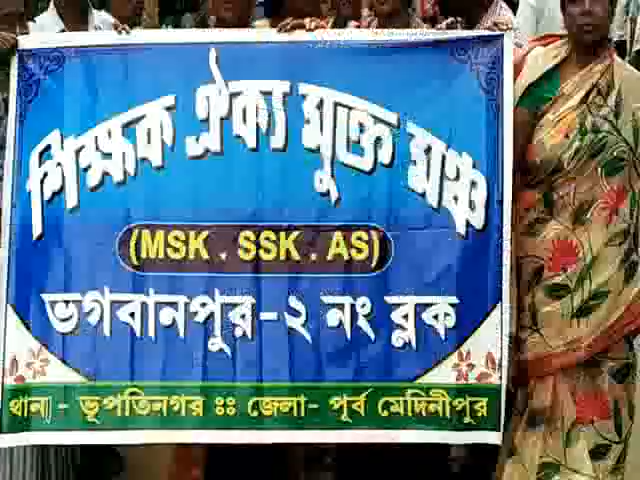 শিক্ষক ঐক্য মুক্ত মঞ্চ
(MSK . SSK . AS)
ভগবানপুর-২ নং ব্লক
থানা - ভূপতিনগর ঃঃ জেলা- পূর্ব মেদিনীপুর